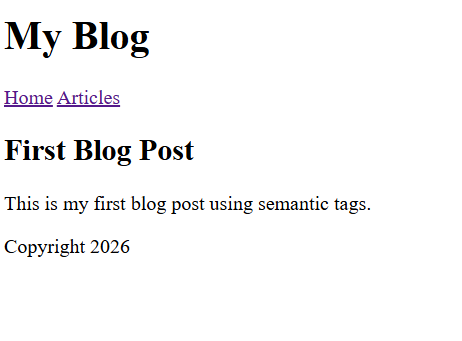 My Blog
Home Articles
First Blog Post
This is my first blog post using semantic tags.
Copyright 2026